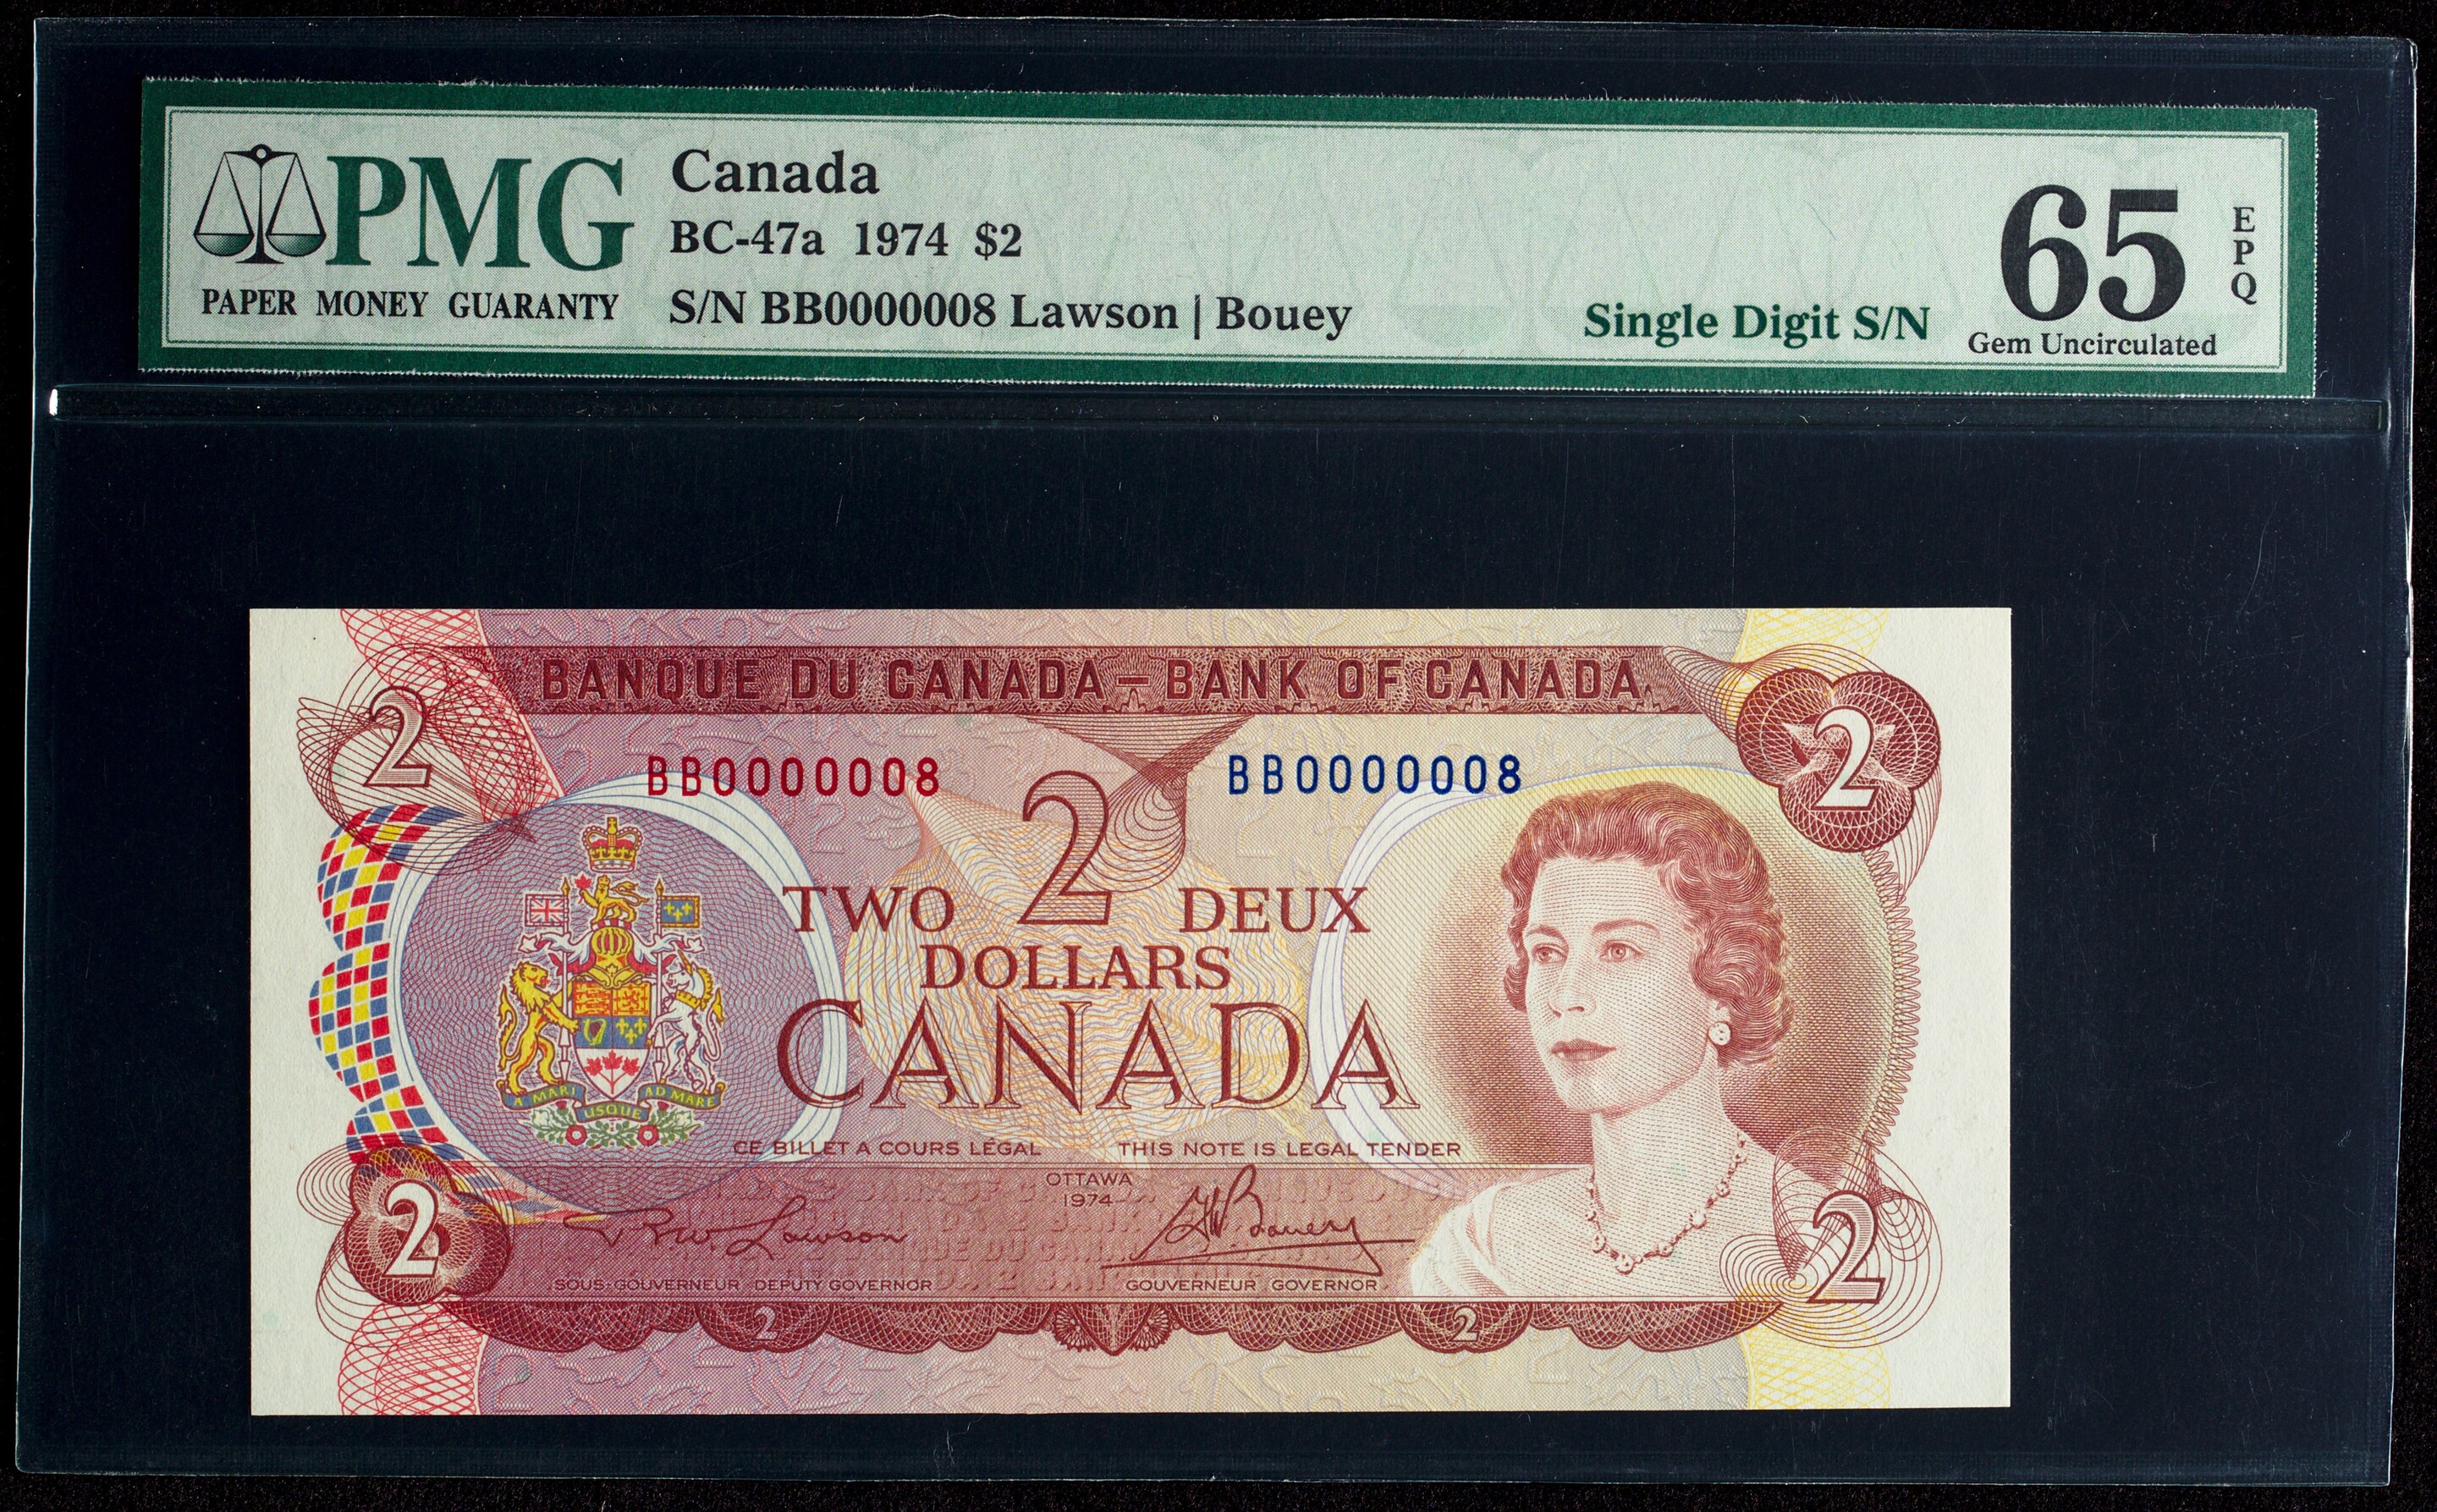 PMG
PAPER MONEY GUARANTY
Canada
BC-47a 1974 $2
S/N BB0000008 Lawson | Bouey
Single Digit S/N
65
EPQ
Gem Uncirculated
BANQUE DU CANADA — BANK OF CANADA
2
2
BB0000008
BB0000008
2
TWO DEUX
DOLLARS
CANADA
A MARI USQUE AD MARE
CE BILLET A COURS LÉGAL THIS NOTE IS LEGAL TENDER
OTTAWA
1974
R W Lawson
G K Bouey
SOUS-GOUVERNEUR DEPUTY GOVERNOR
GOUVERNEUR GOVERNOR
2
2
2
2